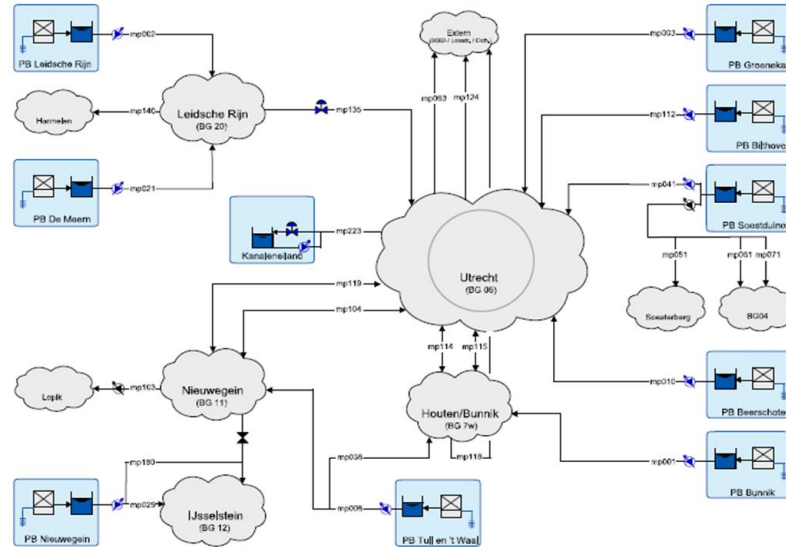 mp002
PB Leidsche Rijn
Extern
mp003
PB Groeneka
Harmelen
mp140
Leidsche Rijn
(BG 20)
mp135
mp063
mp124
mp112
PB Bilthove
mp021
PB De Meern
mp041
PB Soestduine
Kanaleneiland
mp223
Utrecht
(BG 06)
mp051
mp061
mp071
Soesterberg
BG04
mp119
mp104
mp114
mp115
mp010
PB Beerschote
Lopik
mp103
Nieuwegein
(BG 11)
Houten/Bunnik
(BG 7w)
mp118
mp001
PB Bunnik
mp180
mp029
PB Nieuwegein
IJsselstein
(BG 12)
mp038
mp008
PB Tull en 't Waal